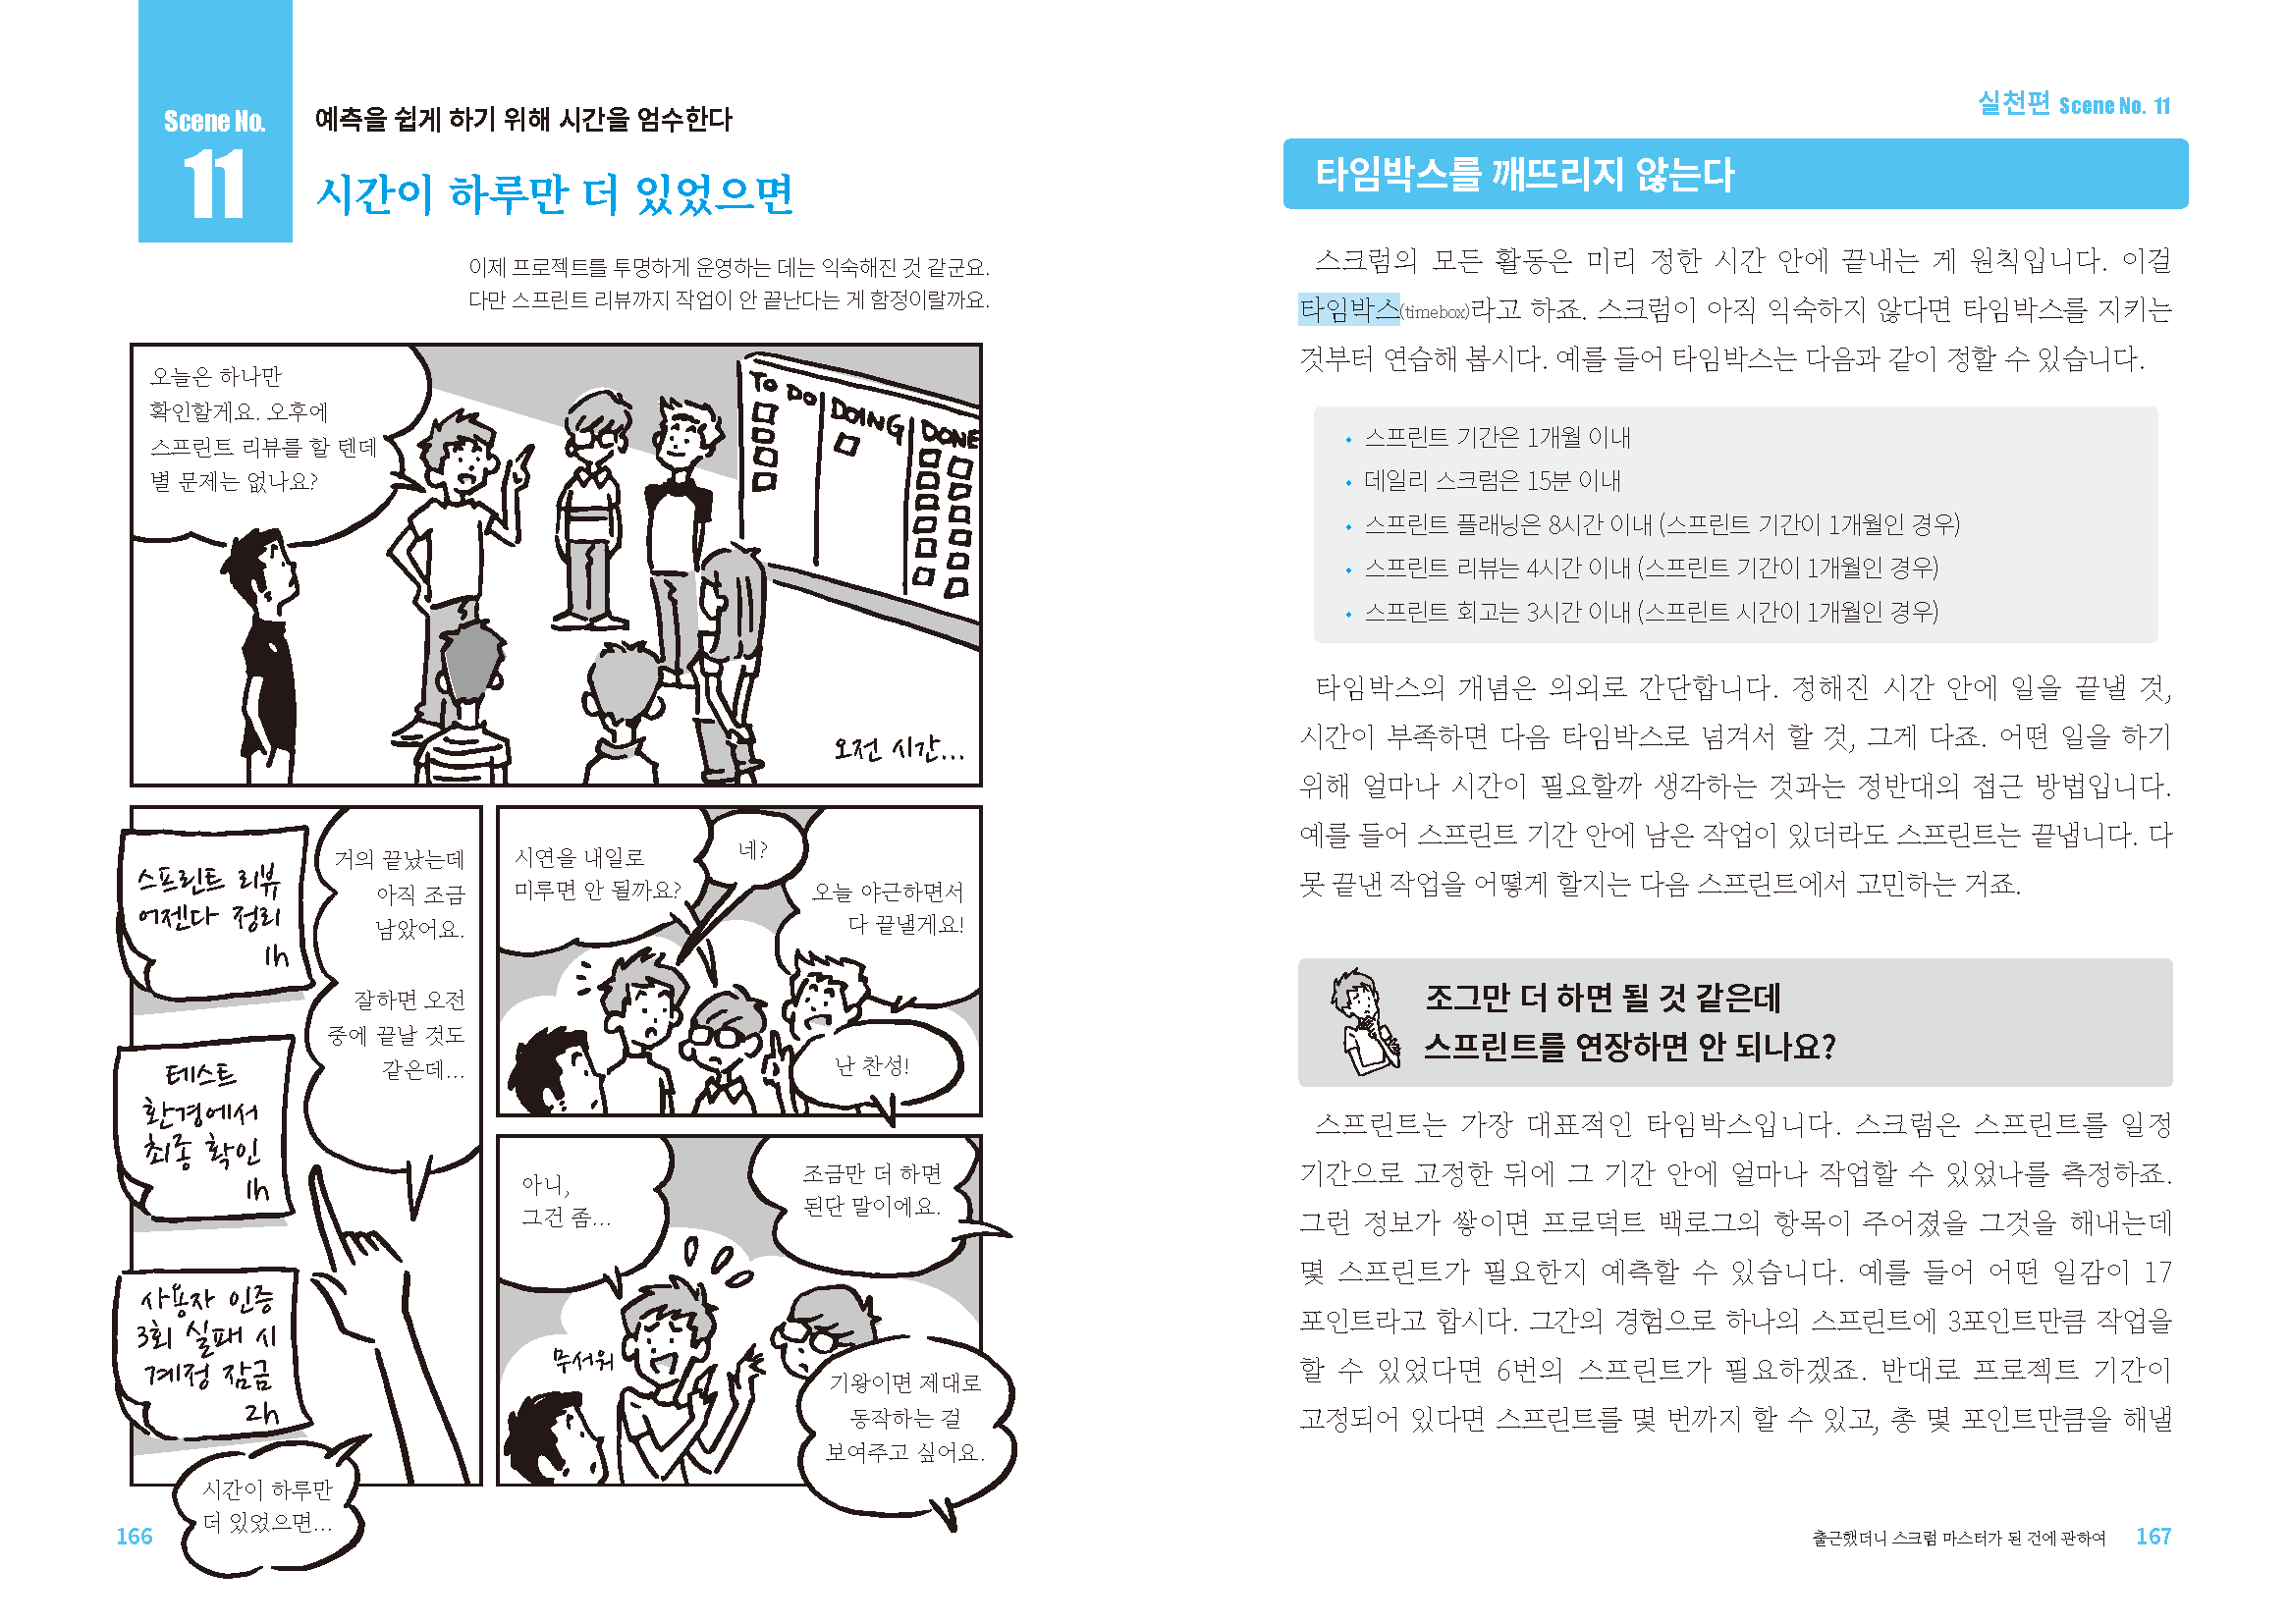 Scene No.
11
예측을 쉽게 하기 위해 시간을 엄수한다
시간이 하루만 더 있었으면
이제 프로젝트를 투명하게 운영하는 데는 익숙해진 것 같군요.
다만 스프린트 리뷰까지 작업이 안 끝난다는 게 함정이랄까요.
오늘은 하나만
확인할게요. 오후에
스프린트 리뷰를 할 텐데
별 문제는 없나요?
TO DO
DOING
DONE
오전 시간...
스프린트 리뷰
어젠다 정리
1h
거의 끝났는데
아직 조금
남았어요.
잘하면 오전
중에 끝날 것도
같은데...
테스트
환경에서
최종 확인
1h
사용자 인증
3회 실패 시
계정 잠금
2h
시간이 하루만
더 있었으면...
시연을 내일로
미루면 안 될까요?
네?
오늘 야근하면서
다 끝낼게요!
난 찬성!
아니,
그건 좀...
조금만 더 하면
된단 말이에요.
무서워
기왕이면 제대로
동작하는 걸
보여주고 싶어요.
166
실천편 Scene No. 11
타임박스를 깨뜨리지 않는다
스크럼의 모든 활동은 미리 정한 시간 안에 끝내는 게 원칙입니다. 이걸
타임박스(timebox)라고 하죠. 스크럼이 아직 익숙하지 않다면 타임박스를 지키는
것부터 연습해 봅시다. 예를 들어 타임박스는 다음과 같이 정할 수 있습니다.
• 스프린트 기간은 1개월 이내
• 데일리 스크럼은 15분 이내
• 스프린트 플래닝은 8시간 이내 (스프린트 기간이 1개월인 경우)
• 스프린트 리뷰는 4시간 이내 (스프린트 기간이 1개월인 경우)
• 스프린트 회고는 3시간 이내 (스프린트 시간이 1개월인 경우)
타임박스의 개념은 의외로 간단합니다. 정해진 시간 안에 일을 끝낼 것,
시간이 부족하면 다음 타임박스로 넘겨서 할 것, 그게 다죠. 어떤 일을 하기
위해 얼마나 시간이 필요할까 생각하는 것과는 정반대의 접근 방법입니다.
예를 들어 스프린트 기간 안에 남은 작업이 있더라도 스프린트는 끝냅니다. 다
못 끝낸 작업을 어떻게 할지는 다음 스프린트에서 고민하는 거죠.
조그만 더 하면 될 것 같은데
스프린트를 연장하면 안 되나요?
스프린트는 가장 대표적인 타임박스입니다. 스크럼은 스프린트를 일정
기간으로 고정한 뒤에 그 기간 안에 얼마나 작업할 수 있었나를 측정하죠.
그런 정보가 쌓이면 프로덕트 백로그의 항목이 주어졌을 그것을 해내는데
몇 스프린트가 필요한지 예측할 수 있습니다. 예를 들어 어떤 일감이 17
포인트라고 합시다. 그간의 경험으로 하나의 스프린트에 3포인트만큼 작업을
할 수 있었다면 6번의 스프린트가 필요하겠죠. 반대로 프로젝트 기간이
고정되어 있다면 스프린트를 몇 번까지 할 수 있고, 총 몇 포인트만큼을 해낼
출근했더니 스크럼 마스터가 된 건에 관하여
167